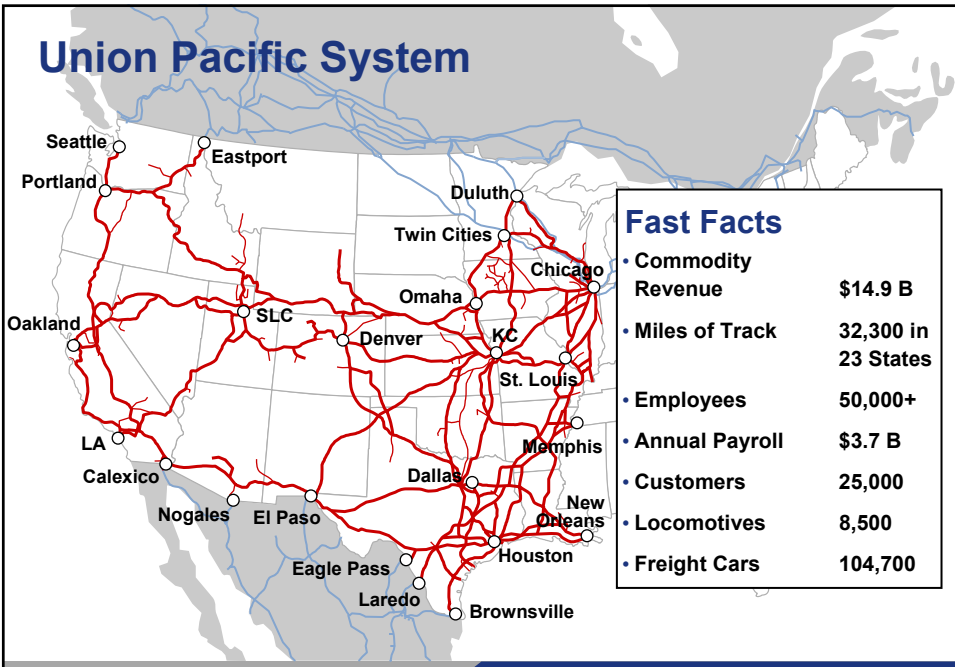 Union Pacific System
Seattle
Eastport
Portland
Duluth
Twin Cities
Chicago
Omaha
Oakland
SLC
Denver
KC
St. Louis
LA
Memphis
Calexico
Dallas
Nogales
El Paso
New
Orleans
Houston
Eagle Pass
Laredo
Brownsville
Fast Facts
• Commodity
Revenue $14.9 B
• Miles of Track 32,300 in
23 States
• Employees 50,000+
• Annual Payroll $3.7 B
• Customers 25,000
• Locomotives 8,500
• Freight Cars 104,700